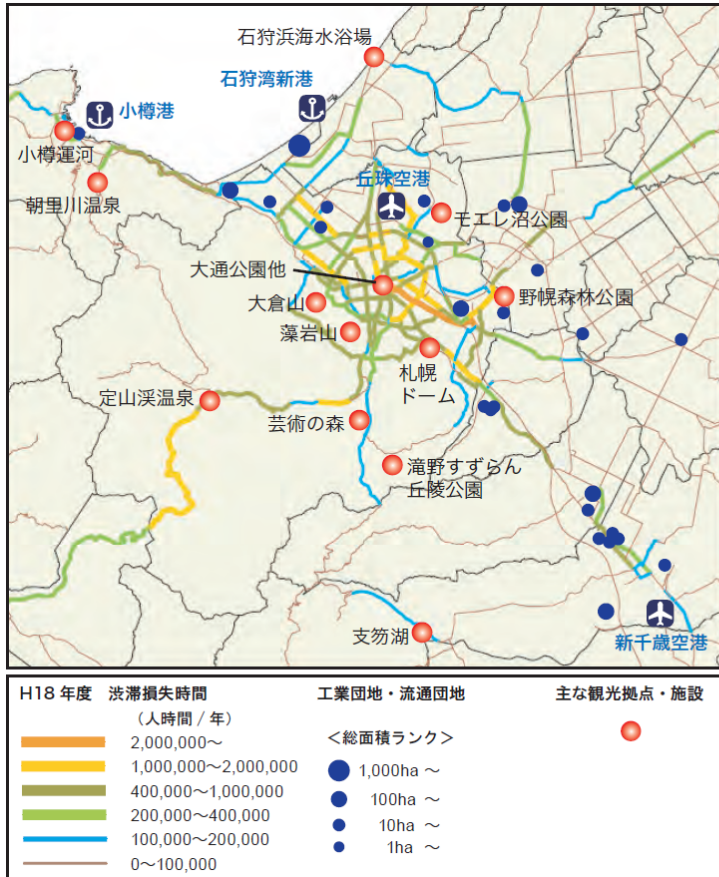 石狩浜海水浴場
石狩湾新港
小樽港
小樽運河
朝里川温泉
丘珠空港
モエレ沼公園
大通公園他
大倉山
野幌森林公園
藻岩山
札幌
ドーム
定山渓温泉
芸術の森
滝野すずらん
丘陵公園
支笏湖
新千歳空港
H18 年度 渋滞損失時間
(人時間 / 年)
2,000,000~
1,000,000~2,000,000
400,000~1,000,000
200,000~400,000
100,000~200,000
0~100,000
工業団地・流通団地
<総面積ランク>
1,000ha ~
100ha ~
10ha ~
1ha ~
主な観光拠点・施設